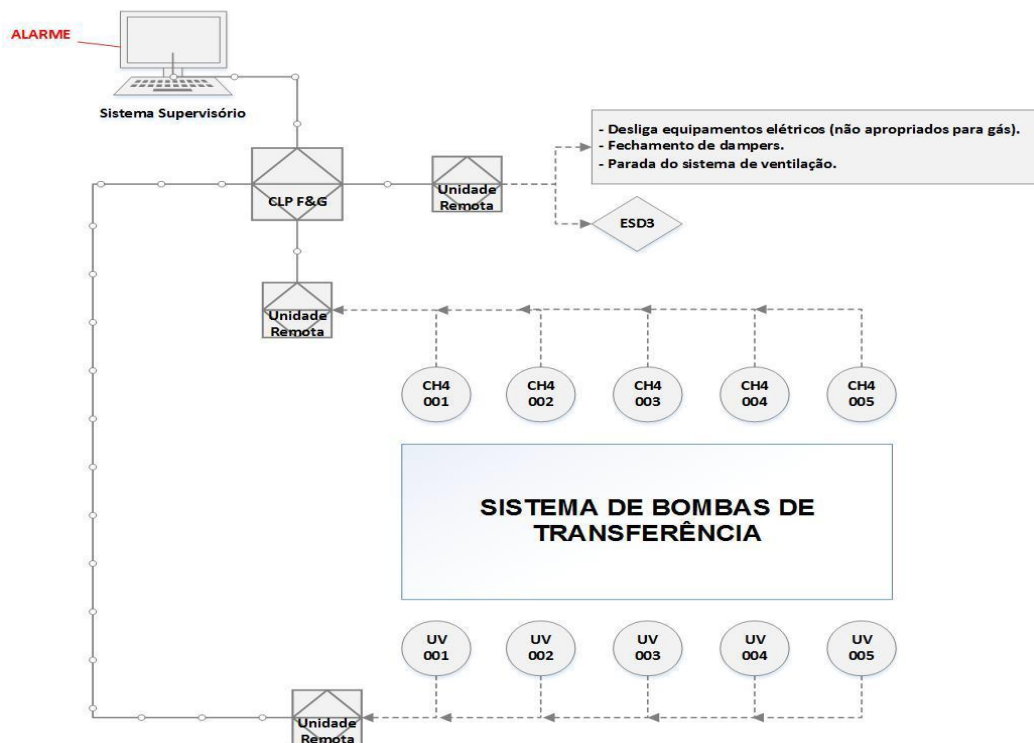 ALARME
Sistema Supervisório
- Desliga equipamentos elétricos (não apropriados para gás).
- Fechamento de dampers.
- Parada do sistema de ventilação.
CLP F&G
Unidade
Remota
ESD3
Unidade
Remota
CH4
001
CH4
002
CH4
003
CH4
004
CH4
005
SISTEMA DE BOMBAS DE
TRANSFERÊNCIA
UV
001
UV
002
UV
003
UV
004
UV
005
Unidade
Remota